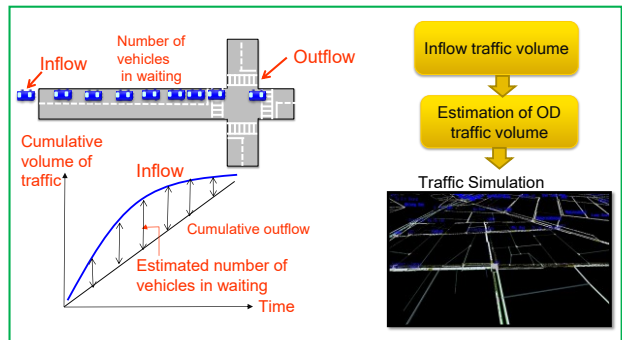 Inflow
Number of
vehicles
in waiting
Outflow
Cumulative
volume of
traffic
Inflow
Cumulative outflow
Estimated number of
vehicles in waiting
Time
Inflow traffic volume
Estimation of OD
traffic volume
Traffic Simulation